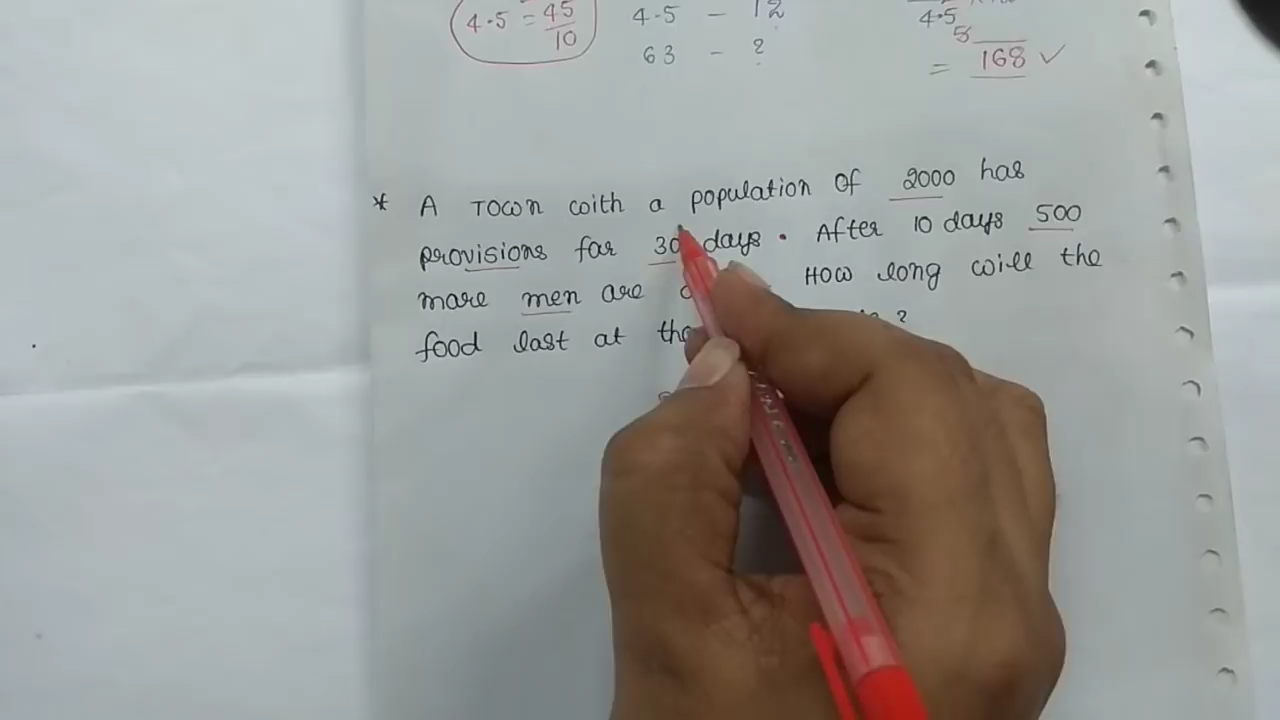 4.5 = 45/10
4.5 - 12
63 - ?
4.5
5
= 168 ✓
* A Town with a population of 2000 has
provisions for 30 days. After 10 days 500
more men are How long will the
food last at the ?